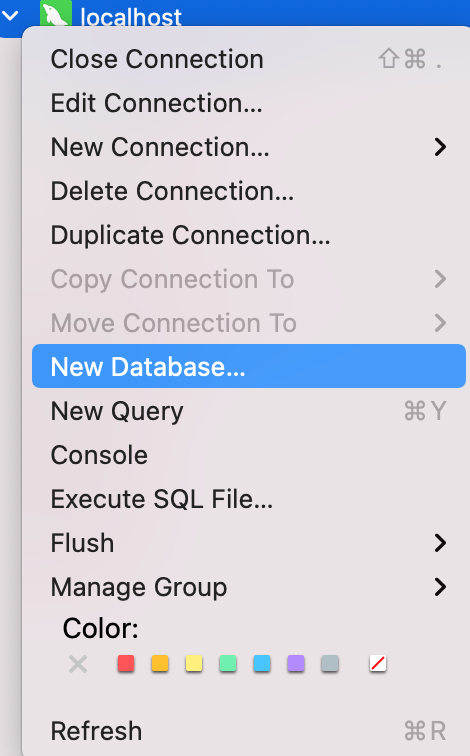 localhost
Close Connection ⇧⌘ .
Edit Connection...
New Connection...
Delete Connection...
Duplicate Connection...
Copy Connection To
Move Connection To
New Database...
New Query ⌘Y
Console
Execute SQL File...
Flush
Manage Group
Color:
Refresh ⌘R